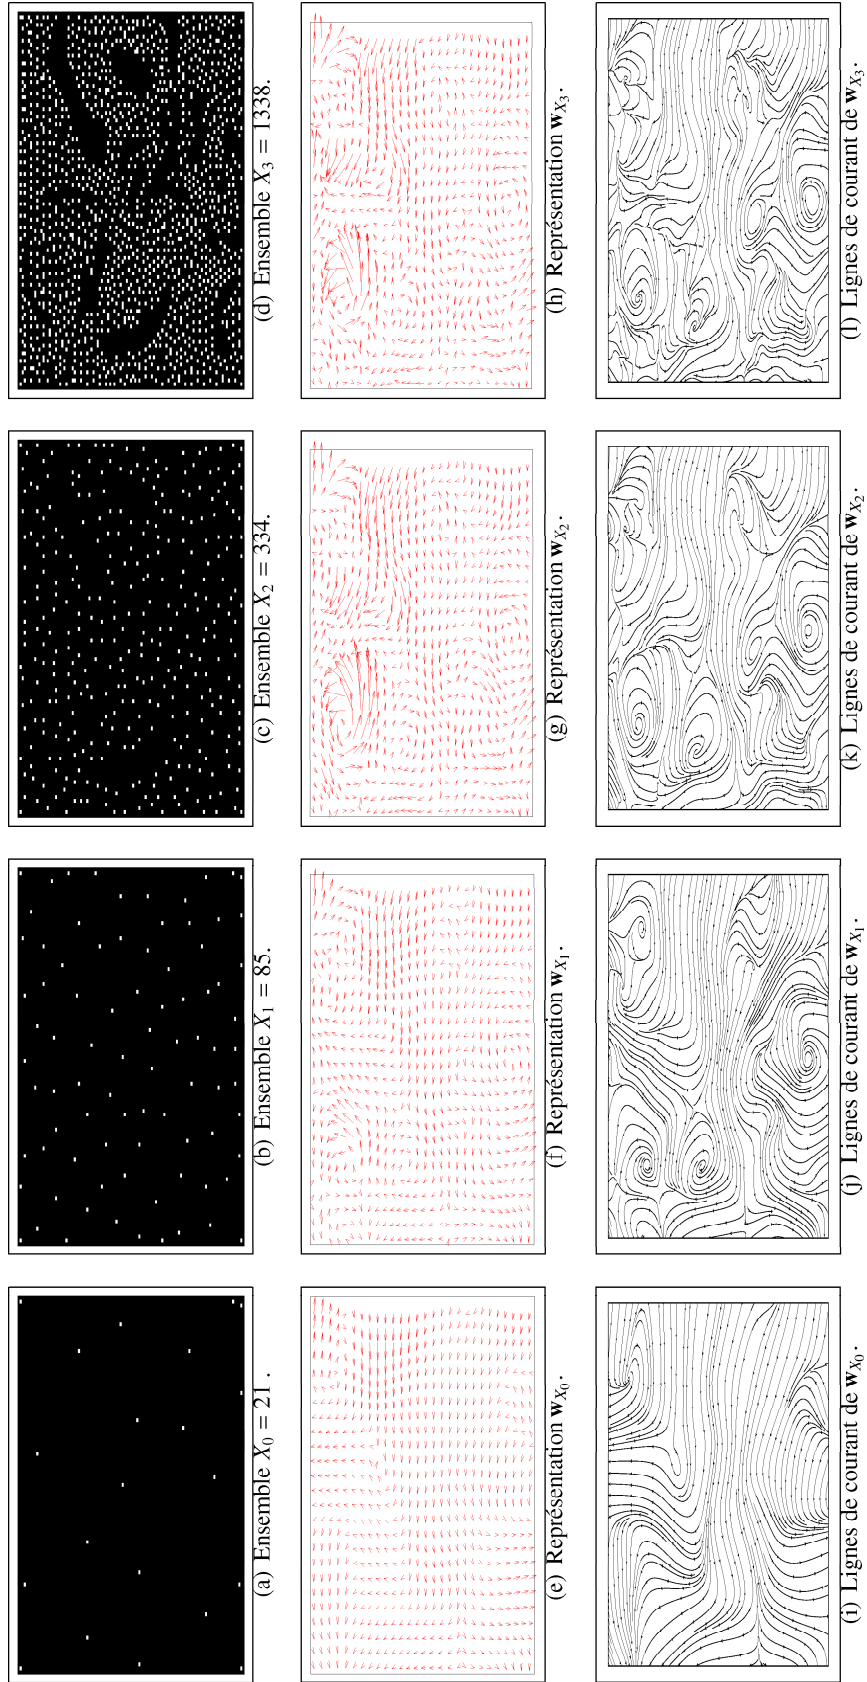 (a) Ensemble X₀ = 21 .
(b) Ensemble X₁ = 85.
(c) Ensemble X₂ = 334.
(d) Ensemble X₃ = 1338.
(e) Représentation w_{X₀}.
(f) Représentation w_{X₁}.
(g) Représentation w_{X₂}.
(h) Représentation w_{X₃}.
(i) Lignes de courant de w_{X₀}.
(j) Lignes de courant de w_{X₁}.
(k) Lignes de courant de w_{X₂}.
(l) Lignes de courant de w_{X₃}.